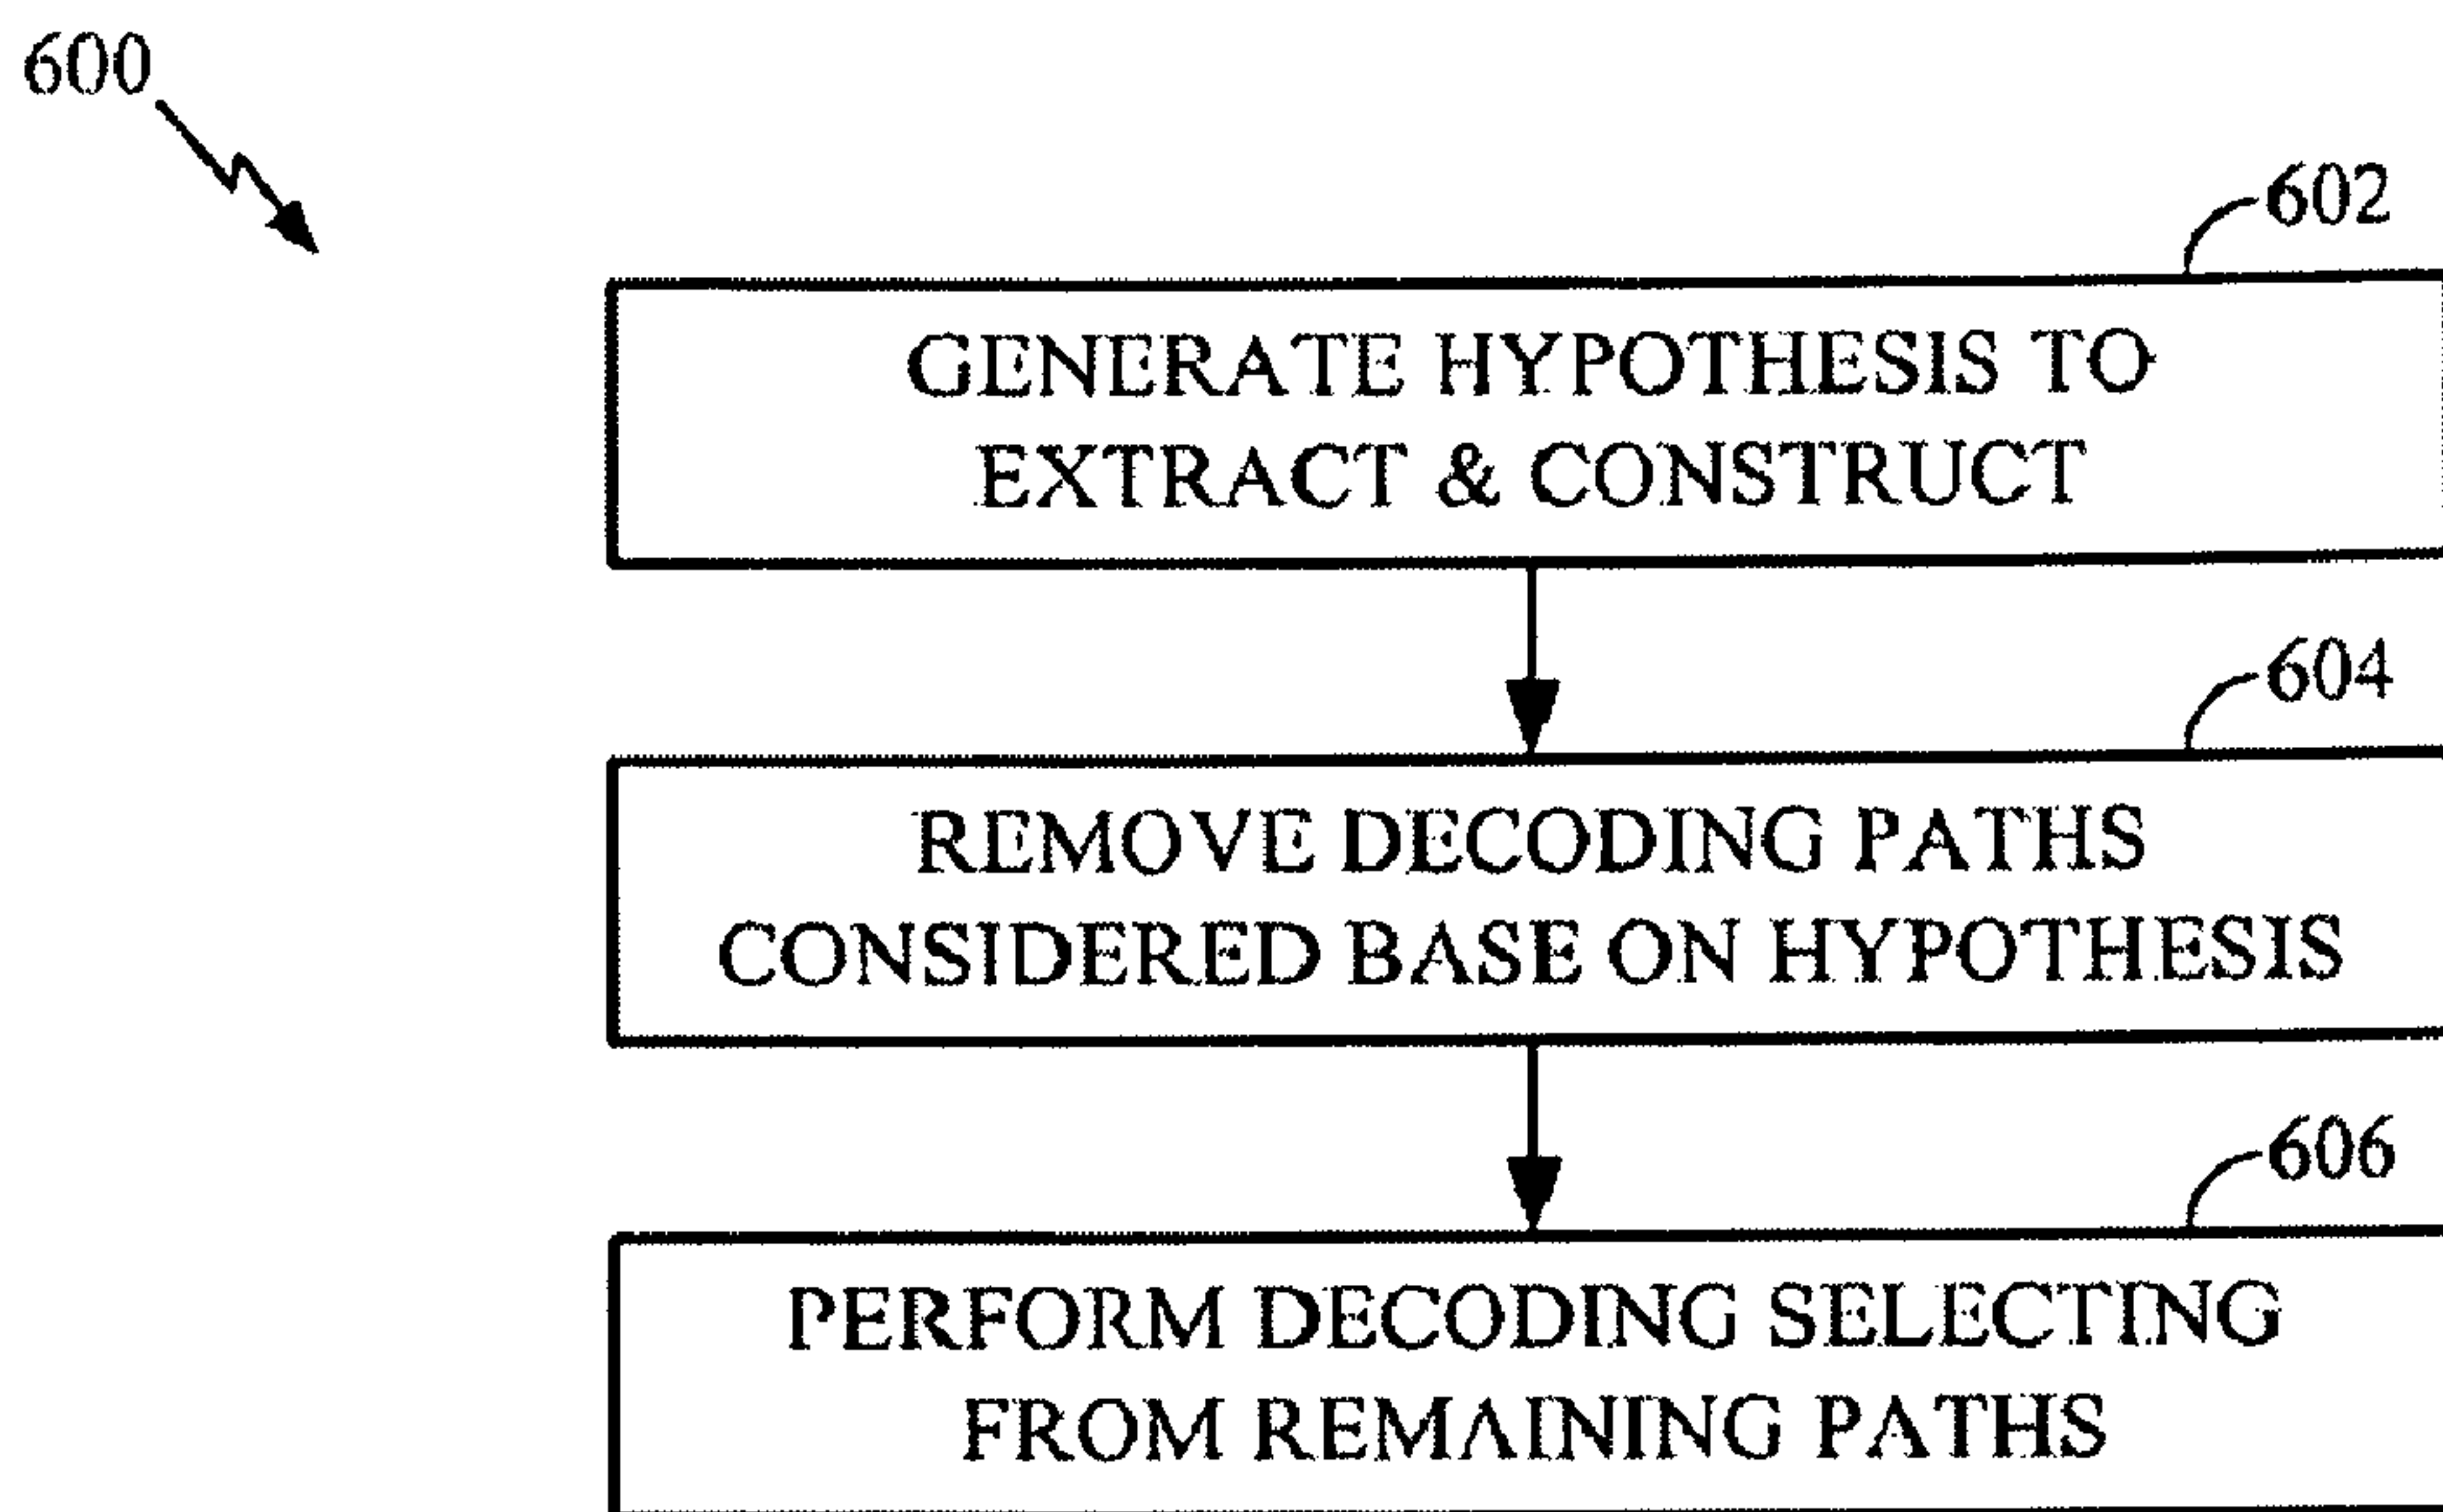 600
602
GENERATE HYPOTHESIS TO
EXTRACT & CONSTRUCT
604
REMOVE DECODING PATHS
CONSIDERED BASE ON HYPOTHESIS
606
PERFORM DECODING SELECTING
FROM REMAINING PATHS